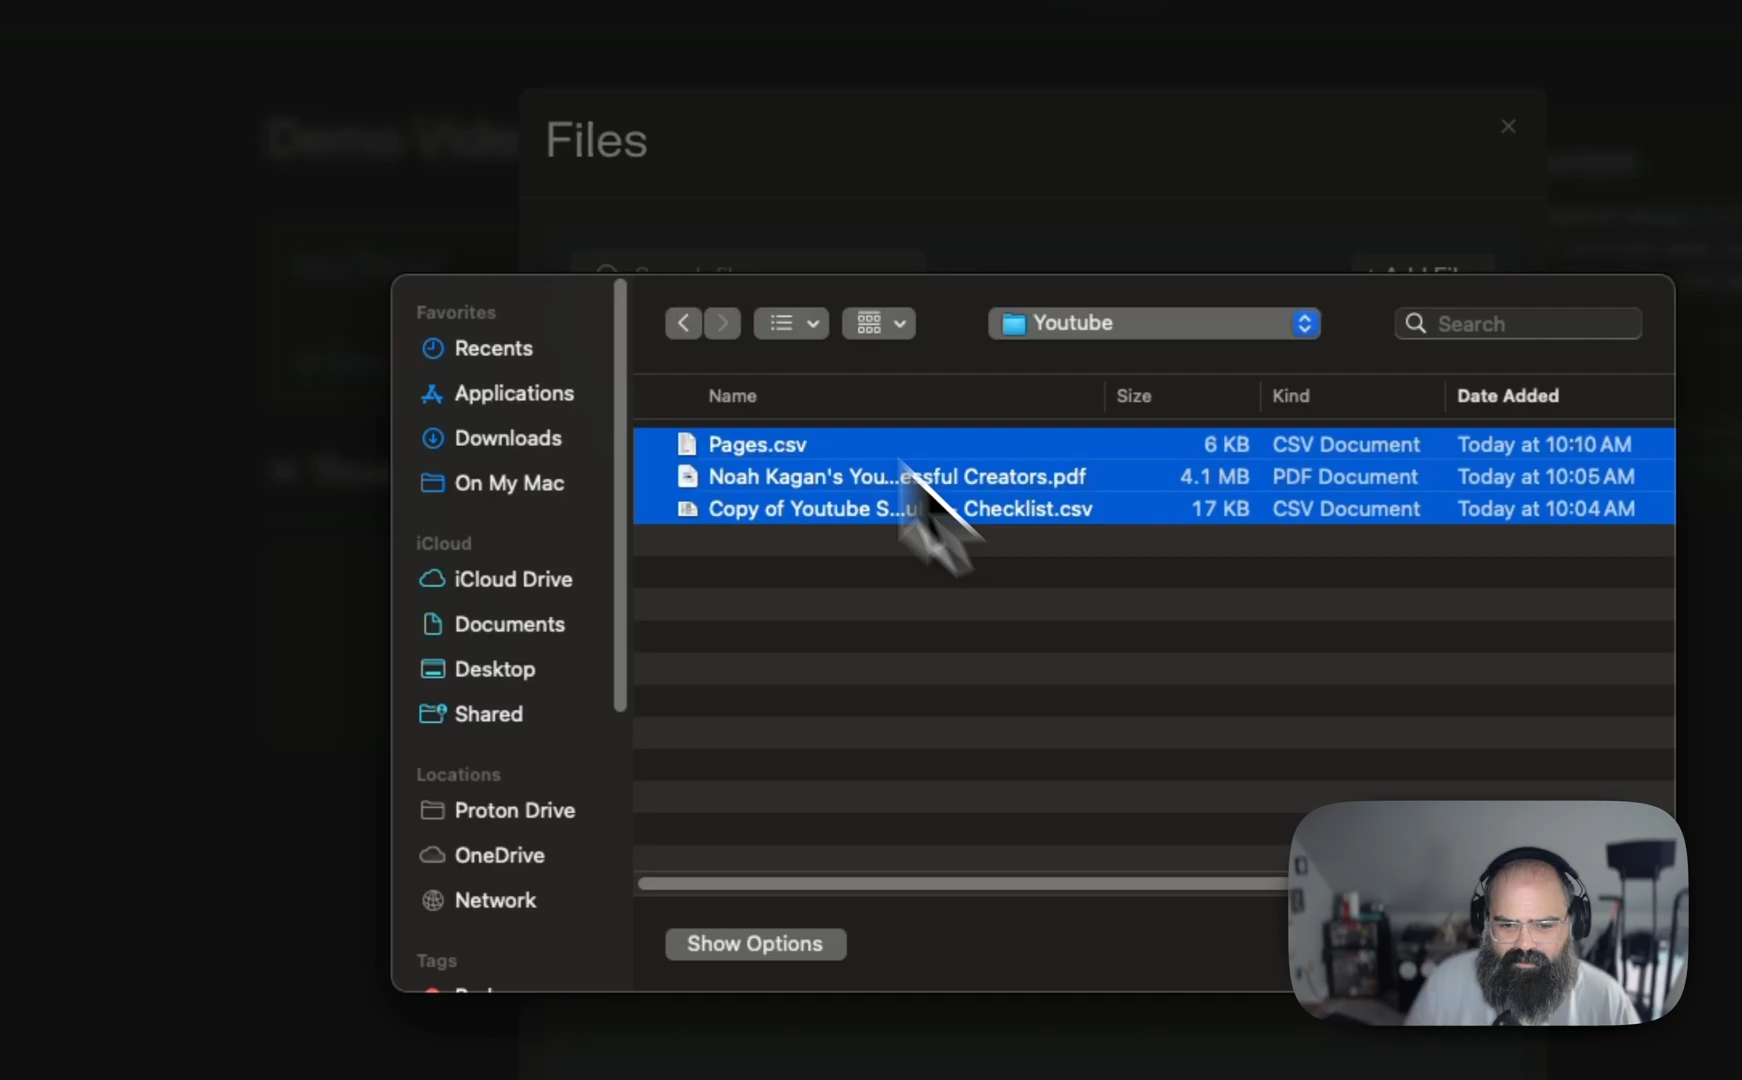 Files
Favorites
Recents
Applications
Downloads
On My Mac
iCloud
iCloud Drive
Documents
Desktop
Shared
Locations
Proton Drive
OneDrive
Network
Tags
Youtube
Search
Name Size Kind Date Added
Pages.csv 6 KB CSV Document Today at 10:10 AM
Noah Kagan's You...essful Creators.pdf 4.1 MB PDF Document Today at 10:05 AM
Copy of Youtube S... Checklist.csv 17 KB CSV Document Today at 10:04 AM
Show Options